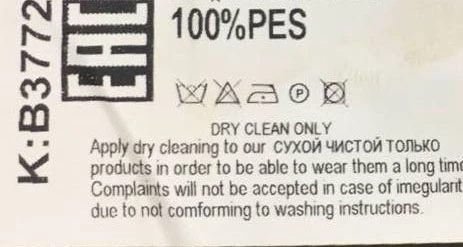 K:B3772
EAC
100%PES
P
DRY CLEAN ONLY
Apply dry cleaning to our СУХОЙ ЧИСТОЙ ТОЛЬКО
products in order to be able to wear them a long time
Complaints will not be accepted in case of imegularit
due to not comforming to washing instructions.